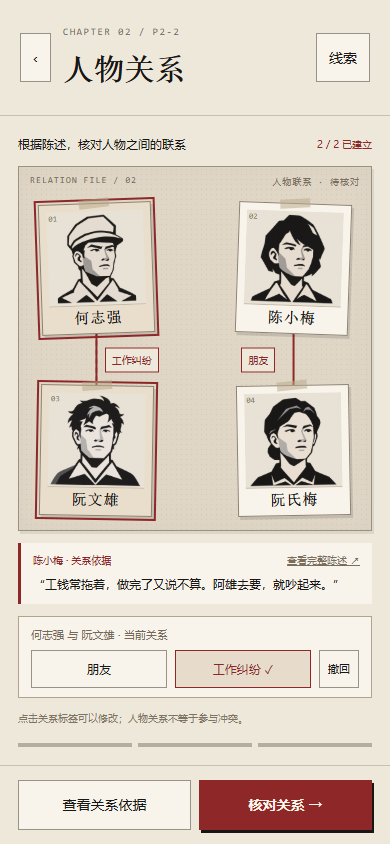 CHAPTER 02 / P2-2
‹
人物关系
线索
根据陈述，核对人物之间的联系
2 / 2 已建立
RELATION FILE / 02
人物联系 · 待核对
01
何志强
02
陈小梅
工作纠纷
朋友
03
阮文雄
04
阮氏梅
陈小梅 · 关系依据
查看完整陈述 ↗
“工钱常拖着，做完了又说不算。阿雄去要，就吵起来。”
何志强 与 阮文雄 · 当前关系
朋友
工作纠纷 ✓
撤回
点击关系标签可以修改；人物关系不等于参与冲突。
查看关系依据
核对关系 →